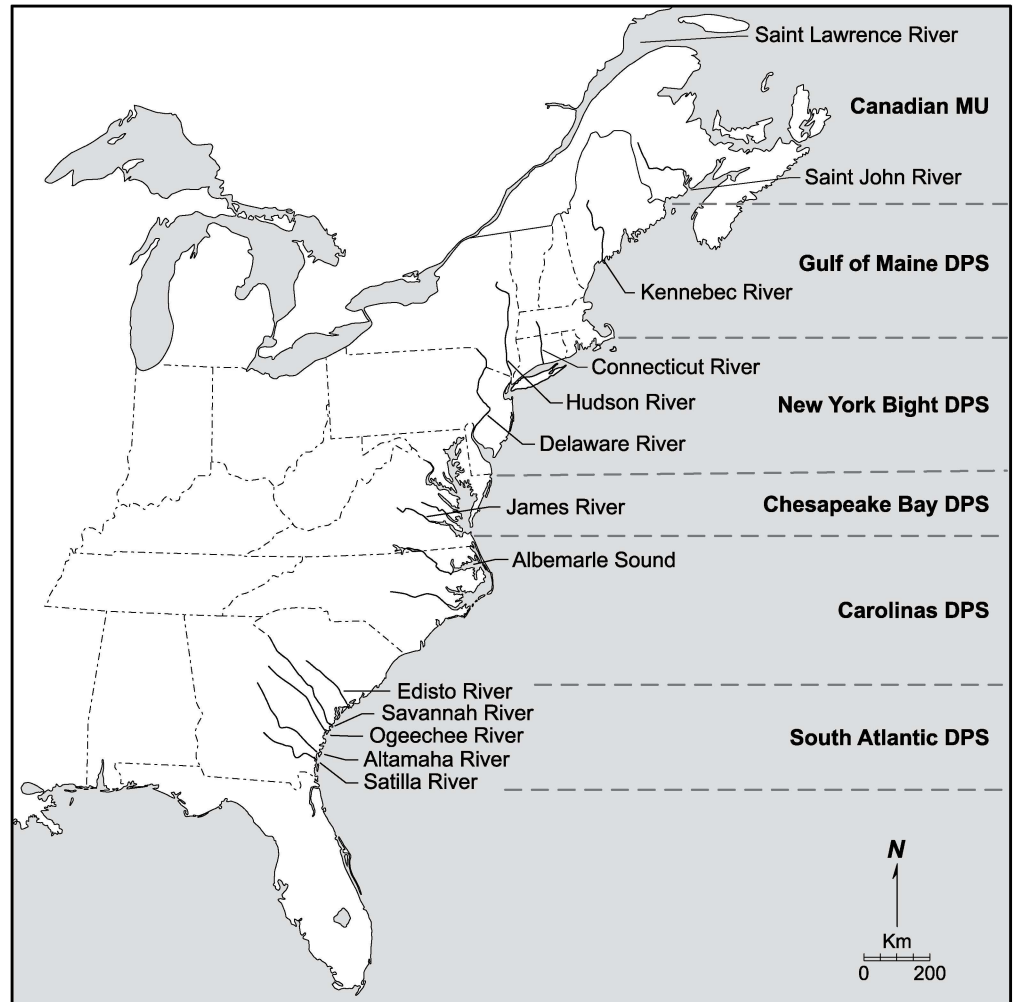 Saint Lawrence River
Canadian MU
Saint John River
Gulf of Maine DPS
Kennebec River
Connecticut River
Hudson River
New York Bight DPS
Delaware River
James River
Chesapeake Bay DPS
Albemarle Sound
Carolinas DPS
Edisto River
Savannah River
Ogeechee River
South Atlantic DPS
Altamaha River
Satilla River
N
Km
0 200